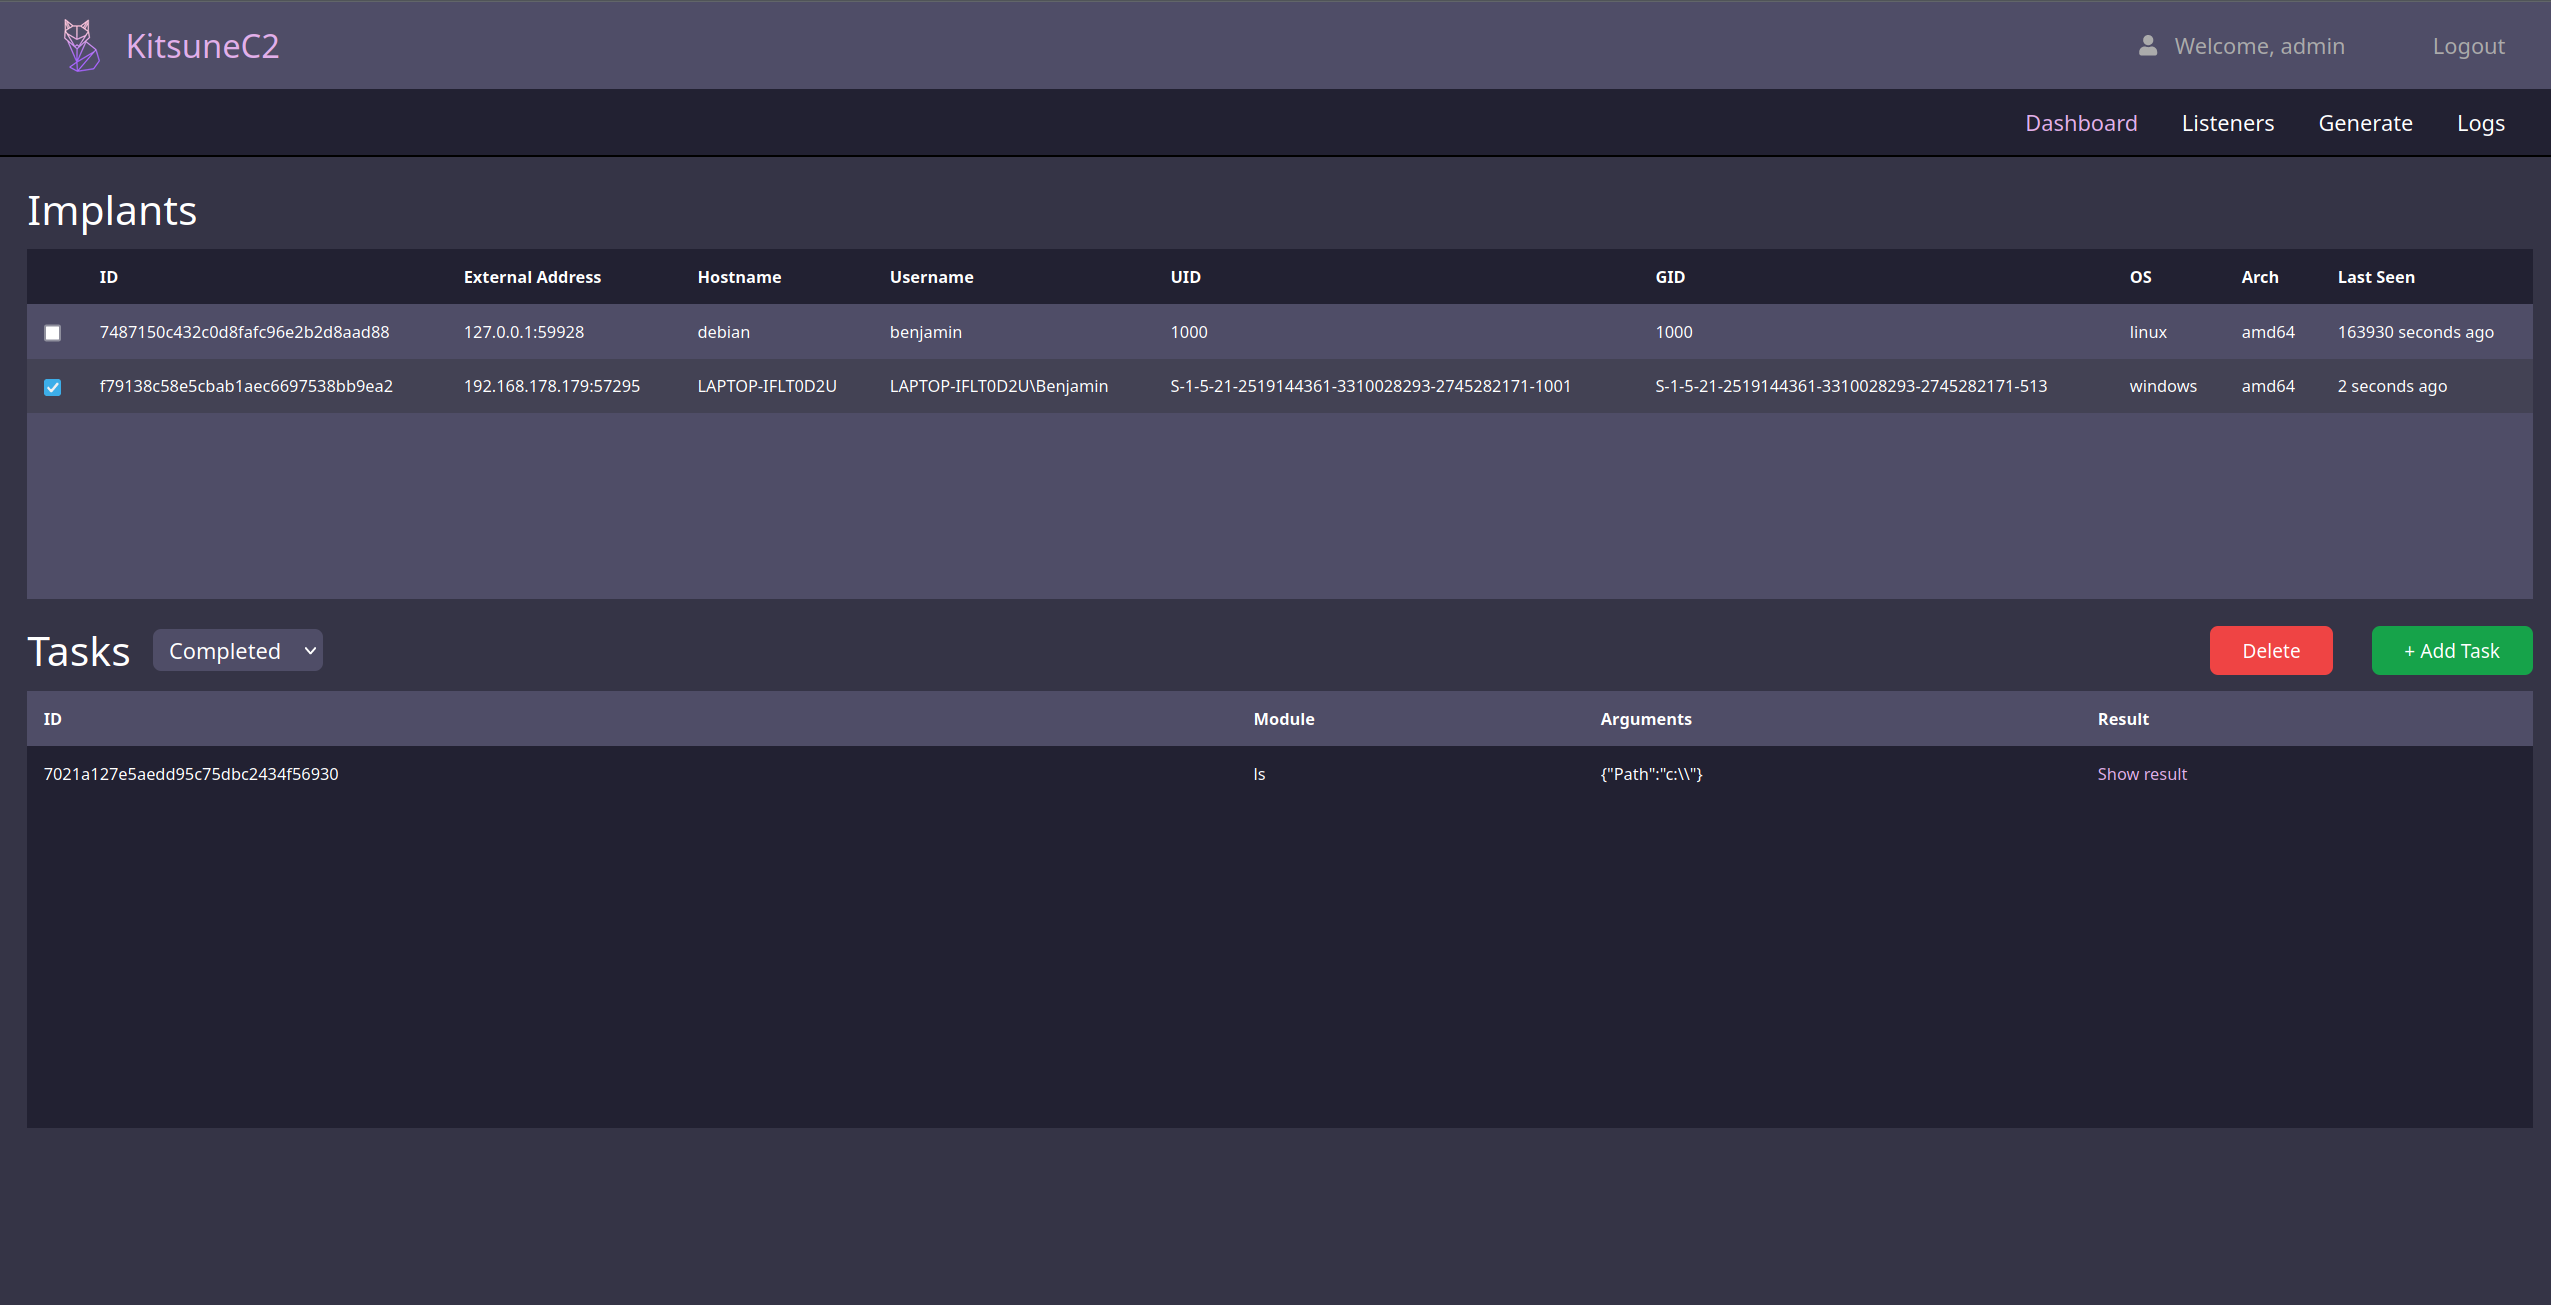 KitsuneC2
Welcome, admin
Logout
Dashboard Listeners Generate Logs
Implants
ID External Address Hostname Username UID GID OS Arch Last Seen
7487150c432c0d8fafc96e2b2d8aad88 127.0.0.1:59928 debian benjamin 1000 1000 linux amd64 163930 seconds ago
f79138c58e5cbab1aec6697538bb9ea2 192.168.178.179:57295 LAPTOP-IFLT0D2U LAPTOP-IFLT0D2U\Benjamin S-1-5-21-2519144361-3310028293-2745282171-1001 S-1-5-21-2519144361-3310028293-2745282171-513 windows amd64 2 seconds ago
Tasks Completed Delete + Add Task
ID Module Arguments Result
7021a127e5aedd95c75dbc2434f56930 ls {"Path":"c:\\"} Show result